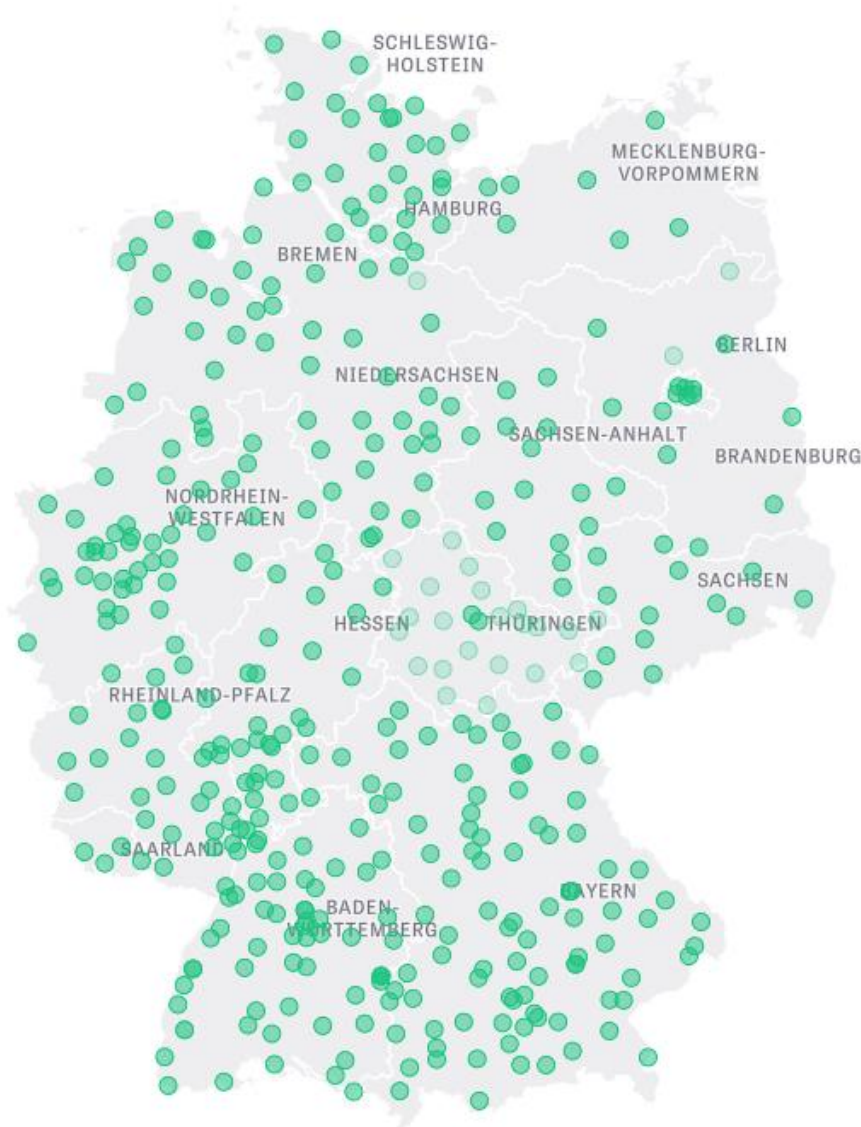 SCHLESWIG-
HOLSTEIN
MECKLENBURG-
VORPOMMERN
HAMBURG
BREMEN
BERLIN
NIEDERSACHSEN
SACHSEN-ANHALT
BRANDENBURG
NORDRHEIN-
WESTFALEN
SACHSEN
HESSEN
THÜRINGEN
RHEINLAND-PFALZ
SAARLAND
BAYERN
BADEN-
WÜRTTEMBERG